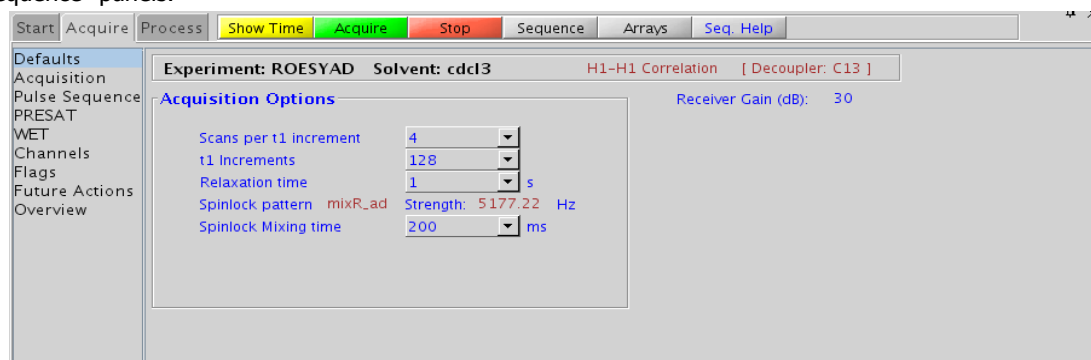 Start Acquire Process Show Time Acquire Stop Sequence Arrays Seq. Help
Defaults
Acquisition
Pulse Sequence
PRESAT
WET
Channels
Flags
Future Actions
Overview
Experiment: ROESYAD Solvent: cdcl3 H1-H1 Correlation [ Decoupler: C13 ]
Acquisition Options Receiver Gain (dB): 30
Scans per t1 increment 4
t1 Increments 128
Relaxation time 1 s
Spinlock pattern mixR_ad Strength: 5177.22 Hz
Spinlock Mixing time 200 ms